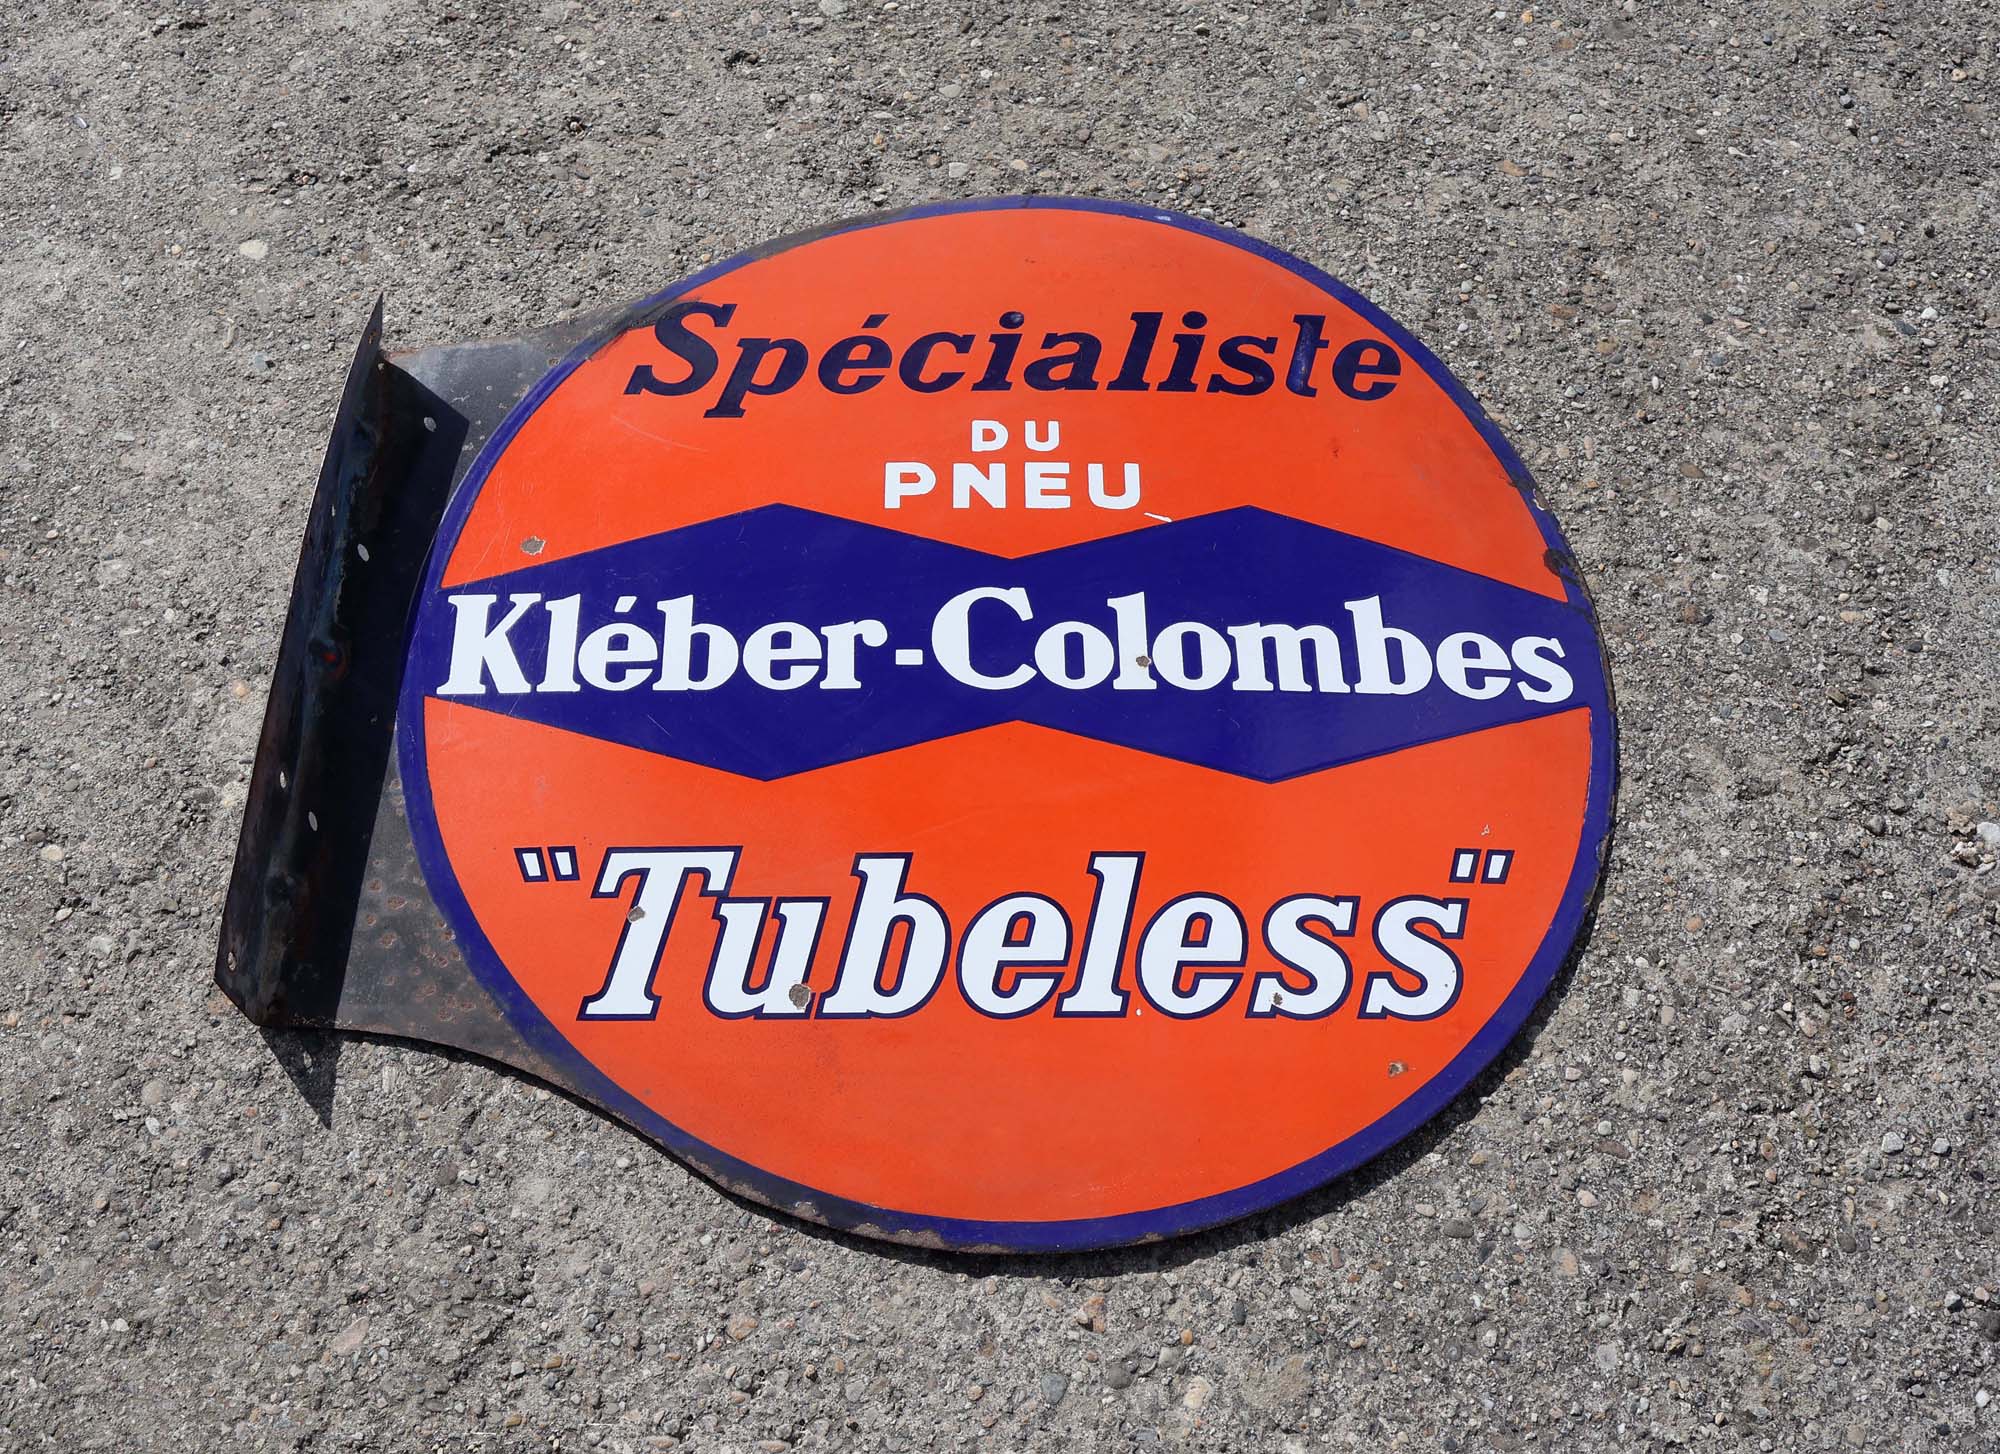 Spécialiste
DU
PNEU
Kléber-Colombes
"Tubeless"